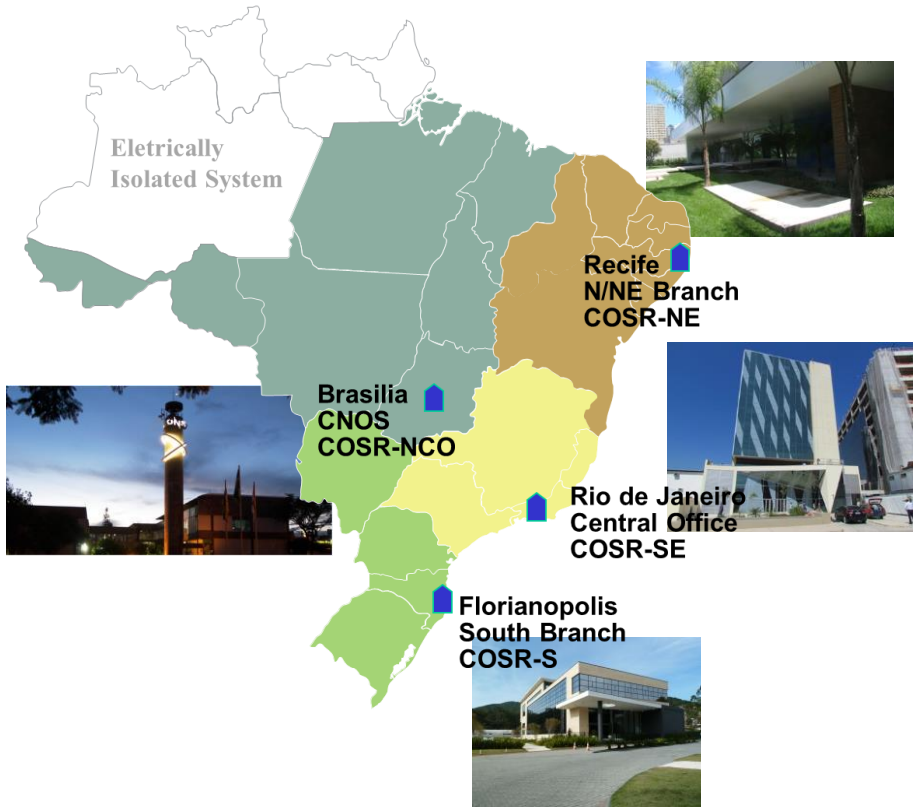 Eletrically
Isolated System
Recife
N/NE Branch
COSR-NE
Brasilia
CNOS
COSR-NCO
Rio de Janeiro
Central Office
COSR-SE
Florianopolis
South Branch
COSR-S